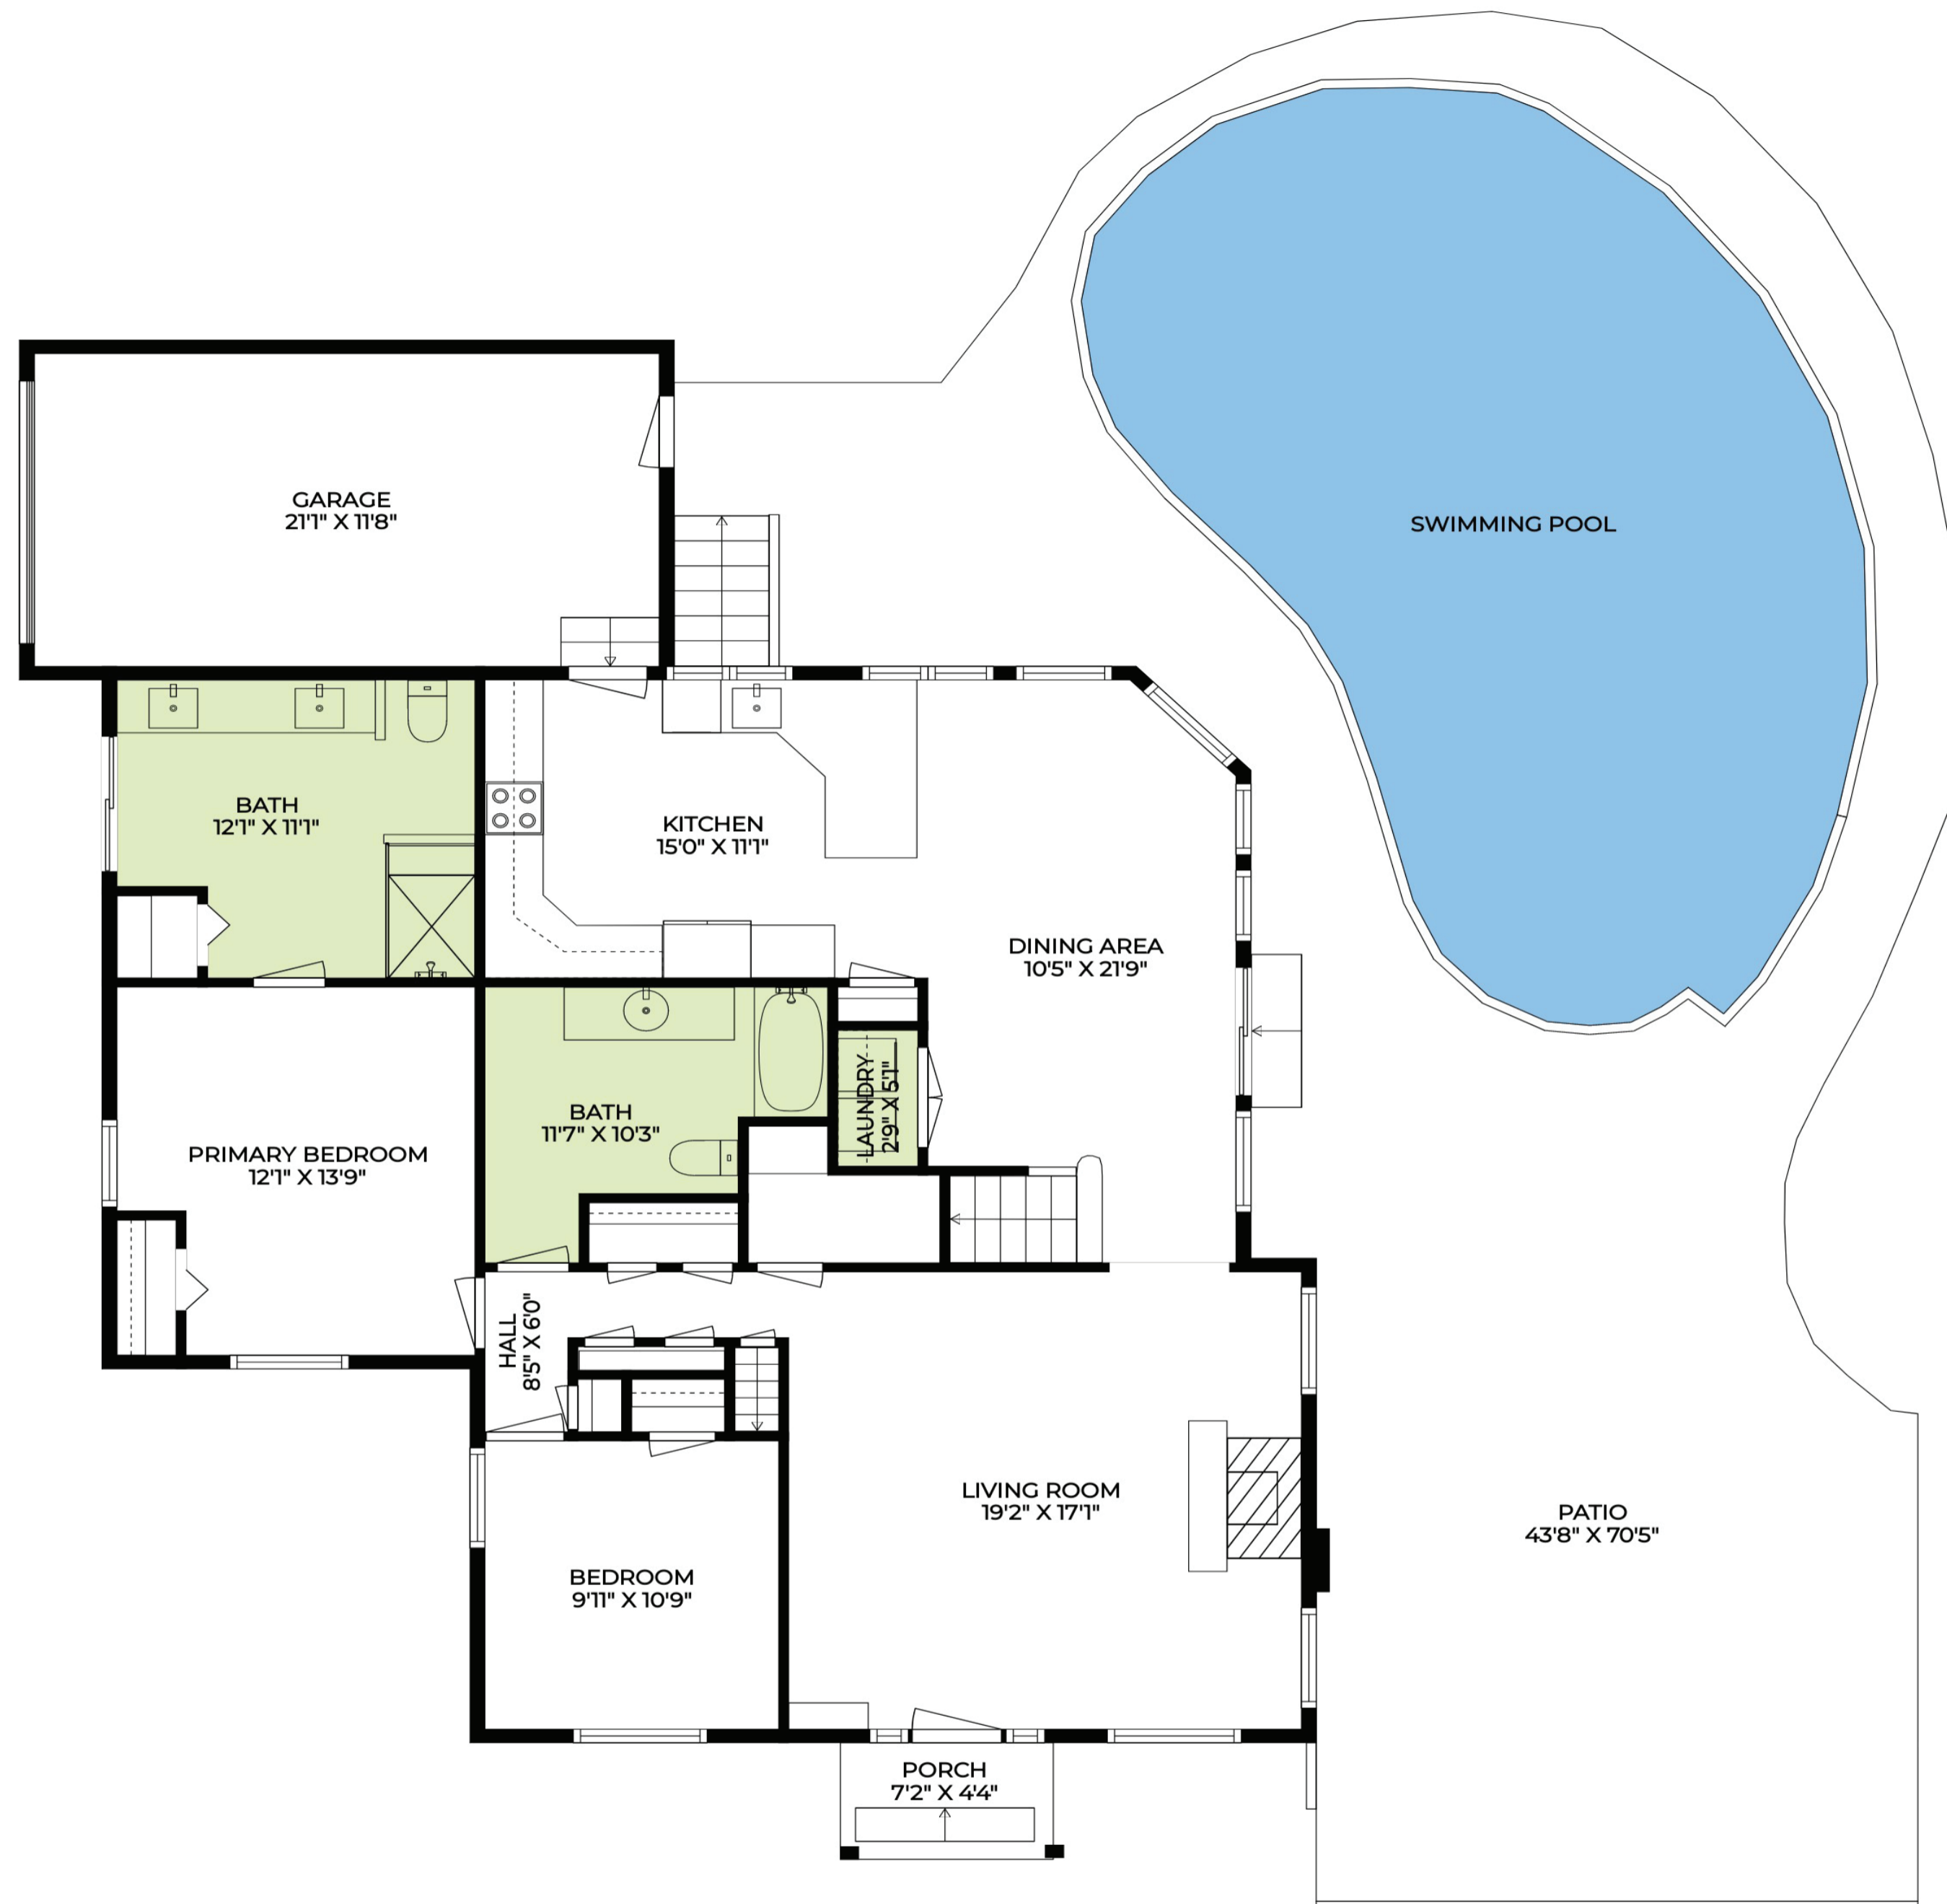 SWIMMING POOL
GARAGE
21'1" X 11'8"
BATH
12'1" X 11'1"
KITCHEN
15'0" X 11'1"
DINING AREA
10'5" X 21'9"
LAUNDRY
2'9" X 5'1"
BATH
11'7" X 10'3"
PRIMARY BEDROOM
12'1" X 13'9"
HALL
8'5" X 6'0"
LIVING ROOM
19'2" X 17'1"
PATIO
43'8" X 70'5"
BEDROOM
9'11" X 10'9"
PORCH
7'2" X 4'4"